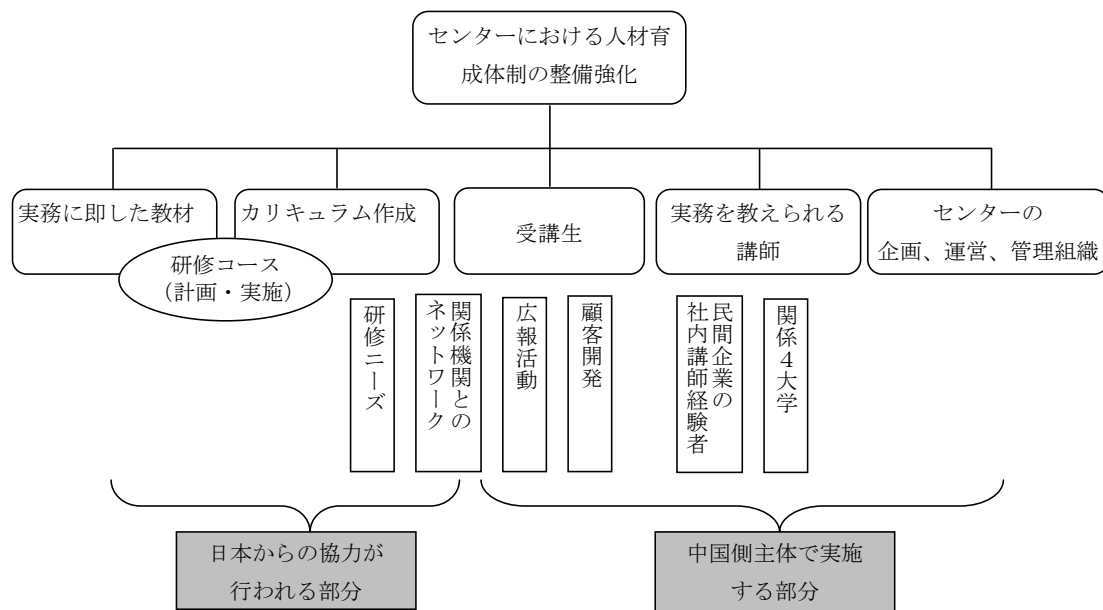 センターにおける人材育
成体制の整備強化
実務に即した教材
カリキュラム作成
受講生
実務を教えられる
講師
センターの
企画、運営、管理組織
研修コース
(計画・実施)
研修ニーズ
関係機関との
ネットワーク
広報活動
顧客開発
民間企業の
社内講師経験者
関係4大学
日本からの協力が
行われる部分
中国側主体で実施
する部分